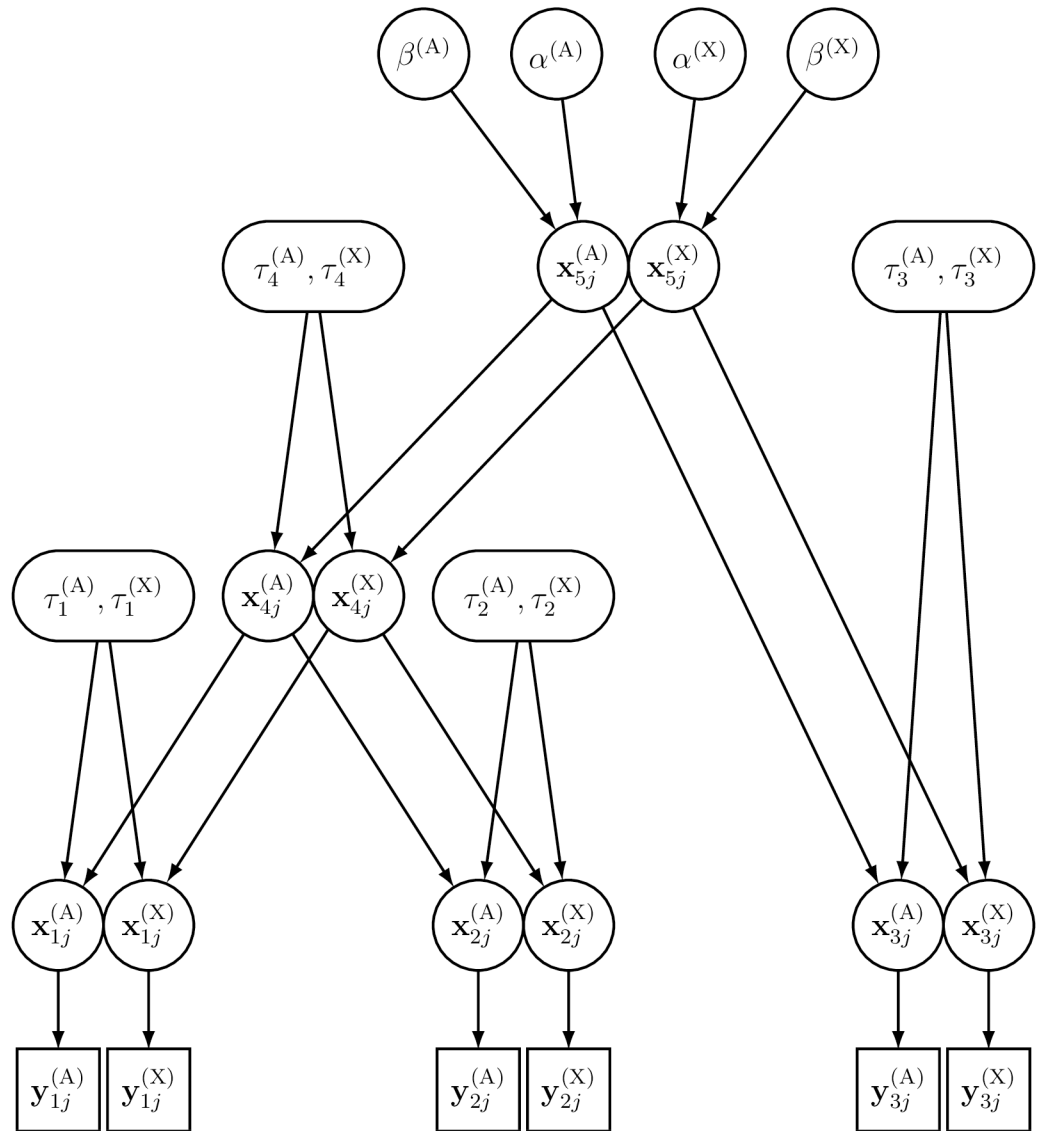 β^(A) α^(A) α^(X) β^(X)
τ_4^(A), τ_4^(X) x_5j^(A) x_5j^(X) τ_3^(A), τ_3^(X)
τ_1^(A), τ_1^(X) x_4j^(A) x_4j^(X) τ_2^(A), τ_2^(X)
x_1j^(A) x_1j^(X) x_2j^(A) x_2j^(X) x_3j^(A) x_3j^(X)
y_1j^(A) y_1j^(X) y_2j^(A) y_2j^(X) y_3j^(A) y_3j^(X)